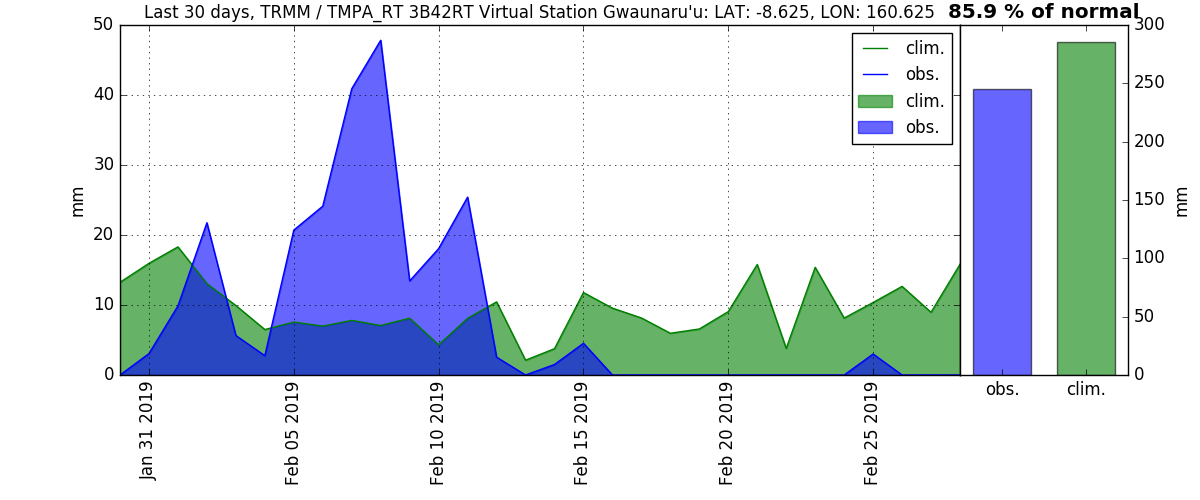 Last 30 days, TRMM / TMPA_RT 3B42RT Virtual Station Gwaunaru'u: LAT: -8.625, LON: 160.625
85.9 % of normal
50
40
30
20
10
0
mm
clim.
obs.
clim.
obs.
Jan 31 2019
Feb 05 2019
Feb 10 2019
Feb 15 2019
Feb 20 2019
Feb 25 2019
300
250
200
150
100
50
0
mm
obs.
clim.